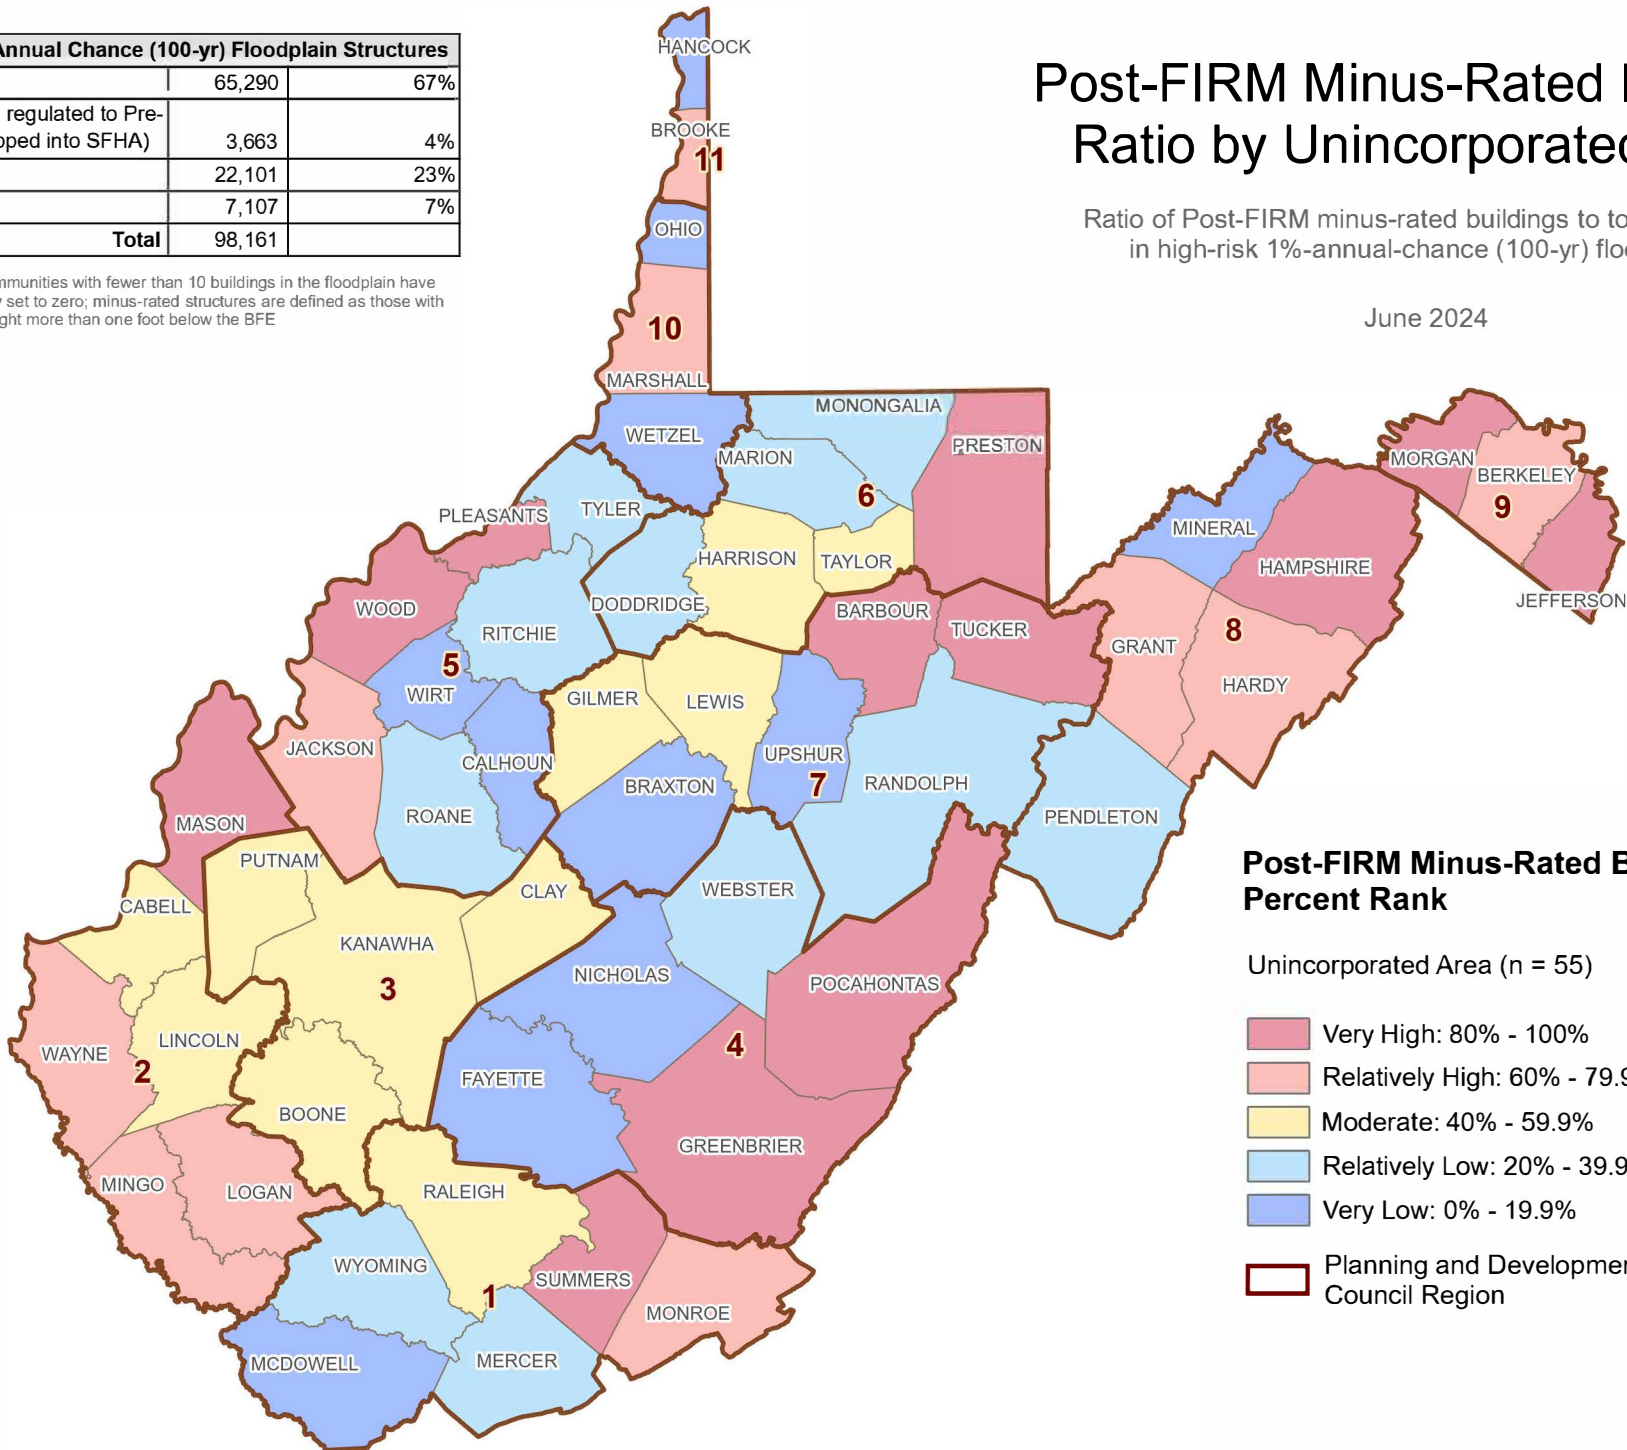 Annual Chance (100-yr) Floodplain Structures
65,290 67%
regulated to Pre-
pped into SFHA) 3,663 4%
22,101 23%
7,107 7%
Total 98,161
mmunities with fewer than 10 buildings in the floodplain have
set to zero; minus-rated structures are defined as those with
ght more than one foot below the BFE
Post-FIRM Minus-Rated
Ratio by Unincorporated
Ratio of Post-FIRM minus-rated buildings to to
in high-risk 1%-annual-chance (100-yr) floo
June 2024
HANCOCK
BROOKE
11
OHIO
10
MARSHALL
WETZEL
MONONGALIA
PRESTON
MARION
6
TYLER
PLEASANTS
HARRISON
TAYLOR
MORGAN
BERKELEY
9
JEFFERSON
MINERAL
HAMPSHIRE
WOOD
DODDRIDGE
RITCHIE
BARBOUR
TUCKER
GRANT
8
HARDY
5
WIRT
GILMER
LEWIS
JACKSON
CALHOUN
UPSHUR
7
BRAXTON
RANDOLPH
ROANE
PENDLETON
MASON
PUTNAM
CLAY
WEBSTER
CABELL
KANAWHA
3
NICHOLAS
POCAHONTAS
LINCOLN
WAYNE
2
4
FAYETTE
BOONE
GREENBRIER
MINGO
LOGAN
RALEIGH
WYOMING
SUMMERS
1
MONROE
MCDOWELL
MERCER
Post-FIRM Minus-Rated B
Percent Rank
Unincorporated Area (n = 55)
Very High: 80% - 100%
Relatively High: 60% - 79.9
Moderate: 40% - 59.9%
Relatively Low: 20% - 39.9
Very Low: 0% - 19.9%
Planning and Developmen
Council Region